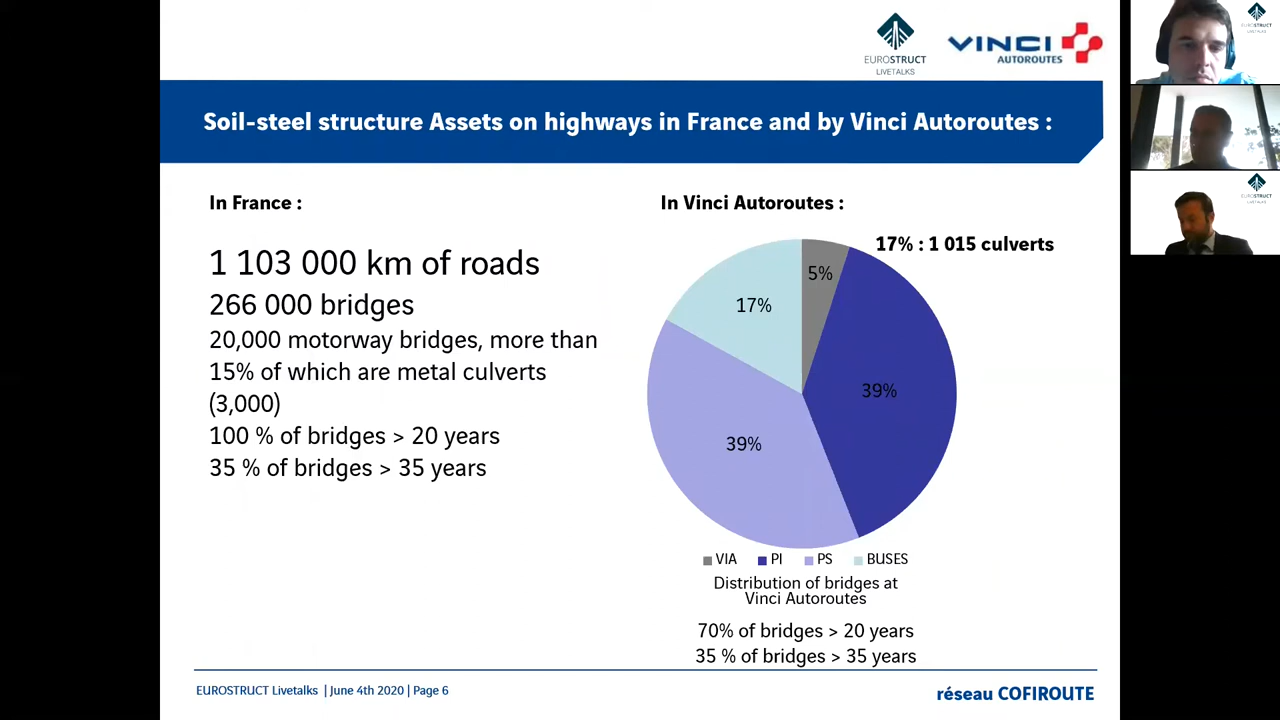 EUROSTRUCT
LIVETALKS
VINCI
AUTOROUTES
Soil-steel structure Assets on highways in France and by Vinci Autoroutes :
In France :
1 103 000 km of roads
266 000 bridges
20,000 motorway bridges, more than
15% of which are metal culverts
(3,000)
100 % of bridges > 20 years
35 % of bridges > 35 years
In Vinci Autoroutes :
17% : 1 015 culverts
5%
17%
39%
39%
VIA PI PS BUSES
Distribution of bridges at
Vinci Autoroutes
70% of bridges > 20 years
35 % of bridges > 35 years
EUROSTRUCT Livetalks | June 4th 2020 | Page 6
réseau COFIROUTE
EUROSTRUCT
LIVETALKS
EUROSTRUCT
LIVETALKS